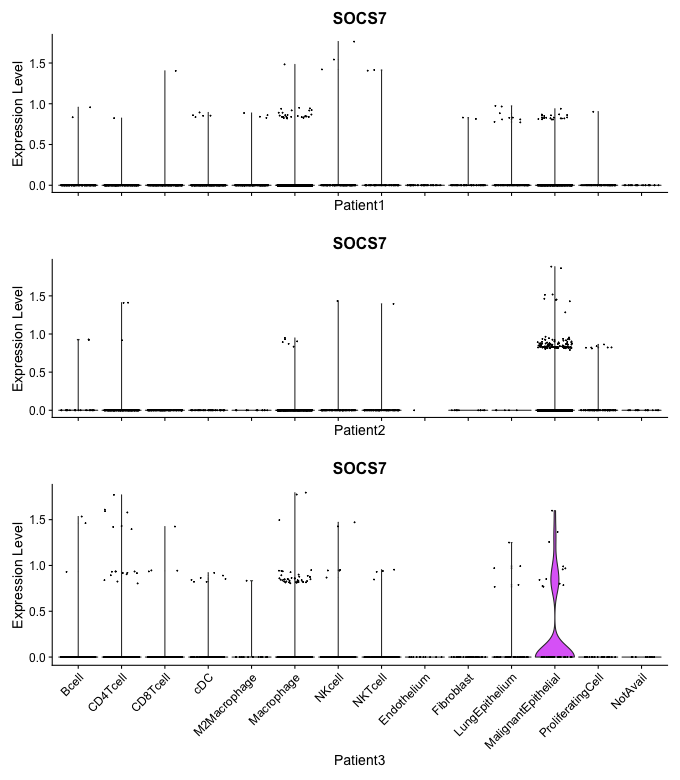 SOCS7
Expression Level
1.5
1.0
0.5
0.0
Patient1
SOCS7
Expression Level
1.5
1.0
0.5
0.0
Patient2
SOCS7
Expression Level
1.5
1.0
0.5
0.0
Bcell
CD4Tcell
CD8Tcell
cDC
M2Macrophage
Macrophage
NKcell
NKTcell
Endothelium
Fibroblast
LungEpithelium
MalignantEpithelial
ProliferatingCell
NotAvail
Patient3